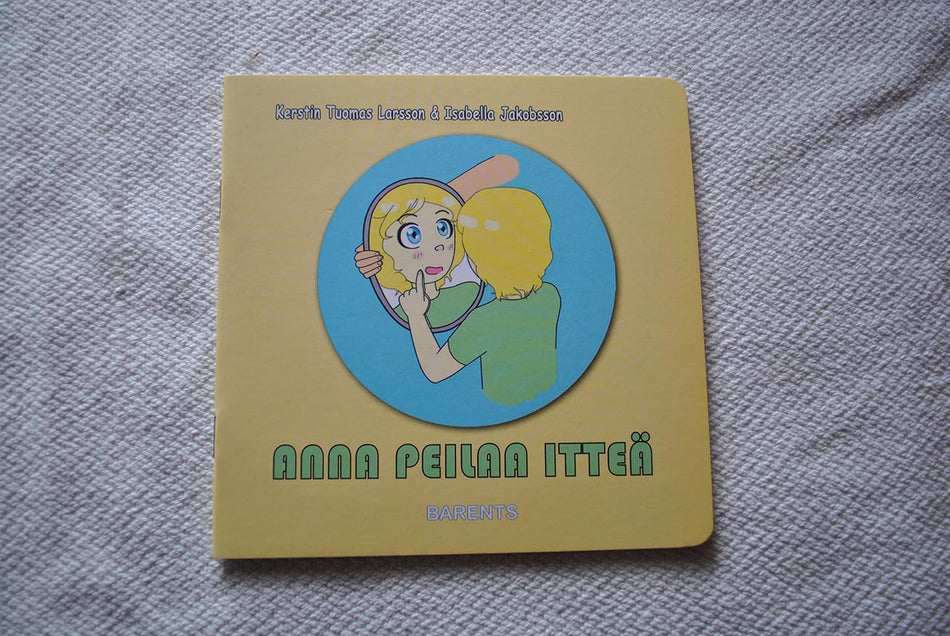 Kerstin Tuomas Larsson & Isabella Jakobsson
ANNA PEILAA ITTEÄ
BARENTS